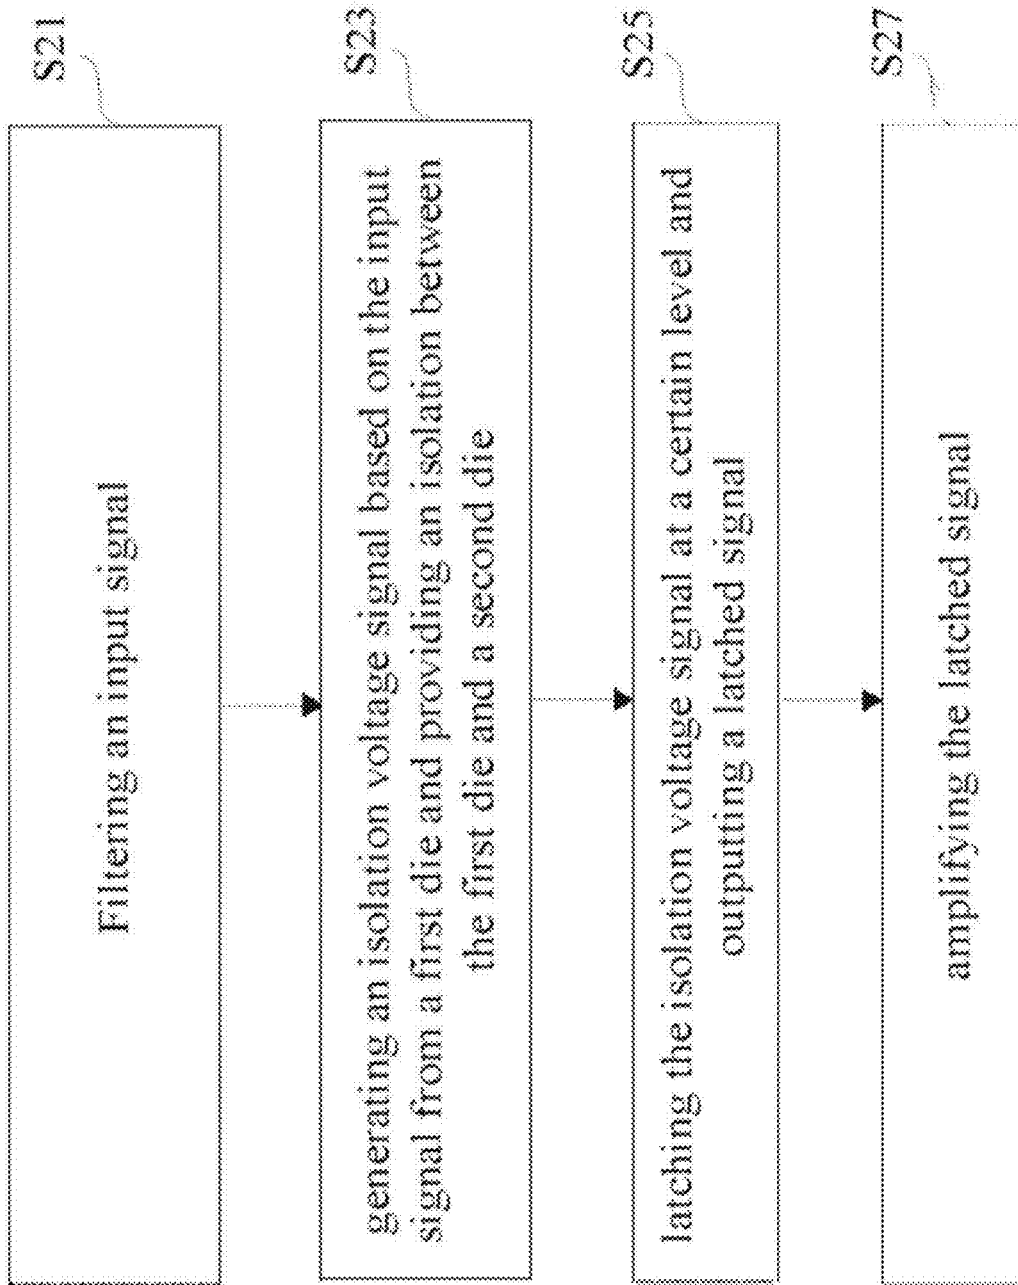 S21
Filtering an input signal
S23
generating an isolation voltage signal based on the input
signal from a first die and providing an isolation between
the first die and a second die
S25
latching the isolation voltage signal at a certain level and
outputting a latched signal
S27
amplifying the latched signal